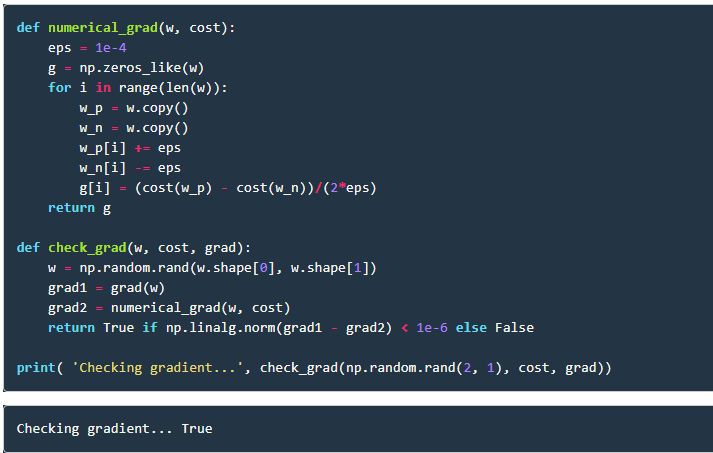 def numerical_grad(w, cost):
    eps = 1e-4
    g = np.zeros_like(w)
    for i in range(len(w)):
        w_p = w.copy()
        w_n = w.copy()
        w_p[i] += eps
        w_n[i] -= eps
        g[i] = (cost(w_p) - cost(w_n))/(2*eps)
    return g

def check_grad(w, cost, grad):
    w = np.random.rand(w.shape[0], w.shape[1])
    grad1 = grad(w)
    grad2 = numerical_grad(w, cost)
    return True if np.linalg.norm(grad1 - grad2) < 1e-6 else False

print( 'Checking gradient...', check_grad(np.random.rand(2, 1), cost, grad))
Checking gradient... True